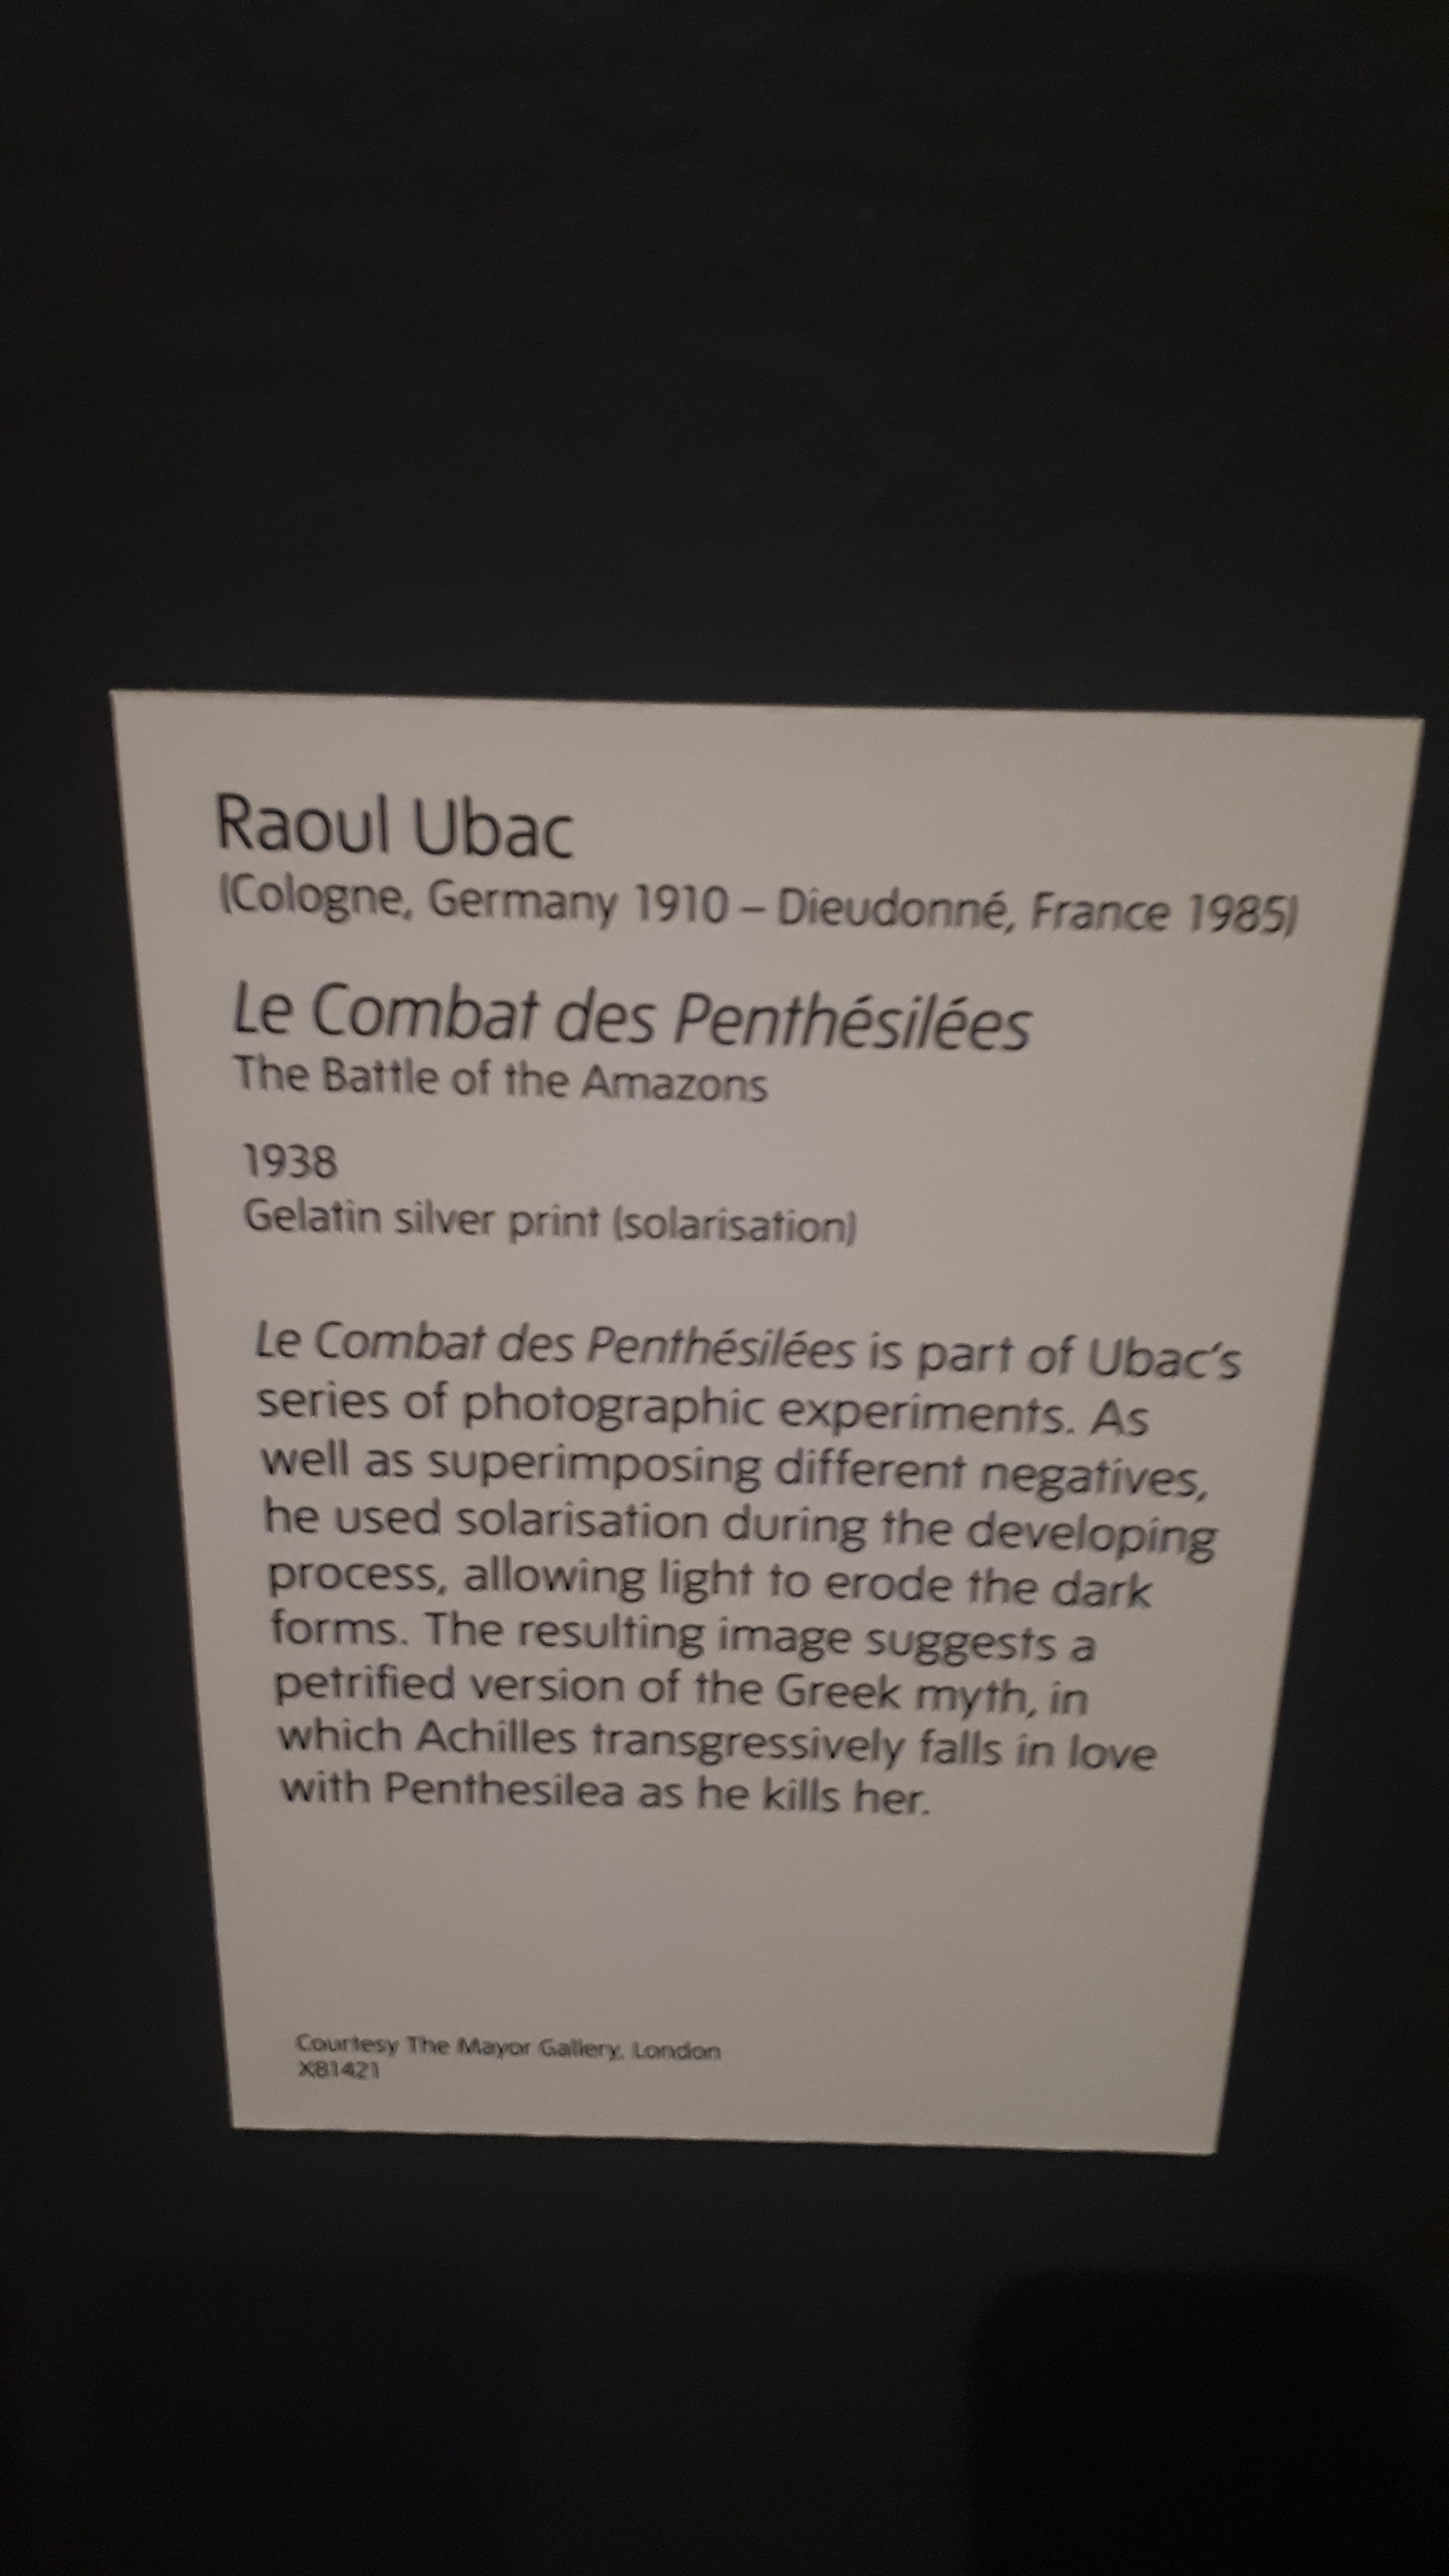 Raoul Ubac
(Cologne, Germany 1910 – Dieudonné, France 1985)
Le Combat des Penthésilées
The Battle of the Amazons
1938
Gelatin silver print (solarisation)
Le Combat des Penthésilées is part of Ubac’s
series of photographic experiments. As
well as superimposing different negatives,
he used solarisation during the developing
process, allowing light to erode the dark
forms. The resulting image suggests a
petrified version of the Greek myth, in
which Achilles transgressively falls in love
with Penthesilea as he kills her.
Courtesy The Mayor Gallery, London
X81421